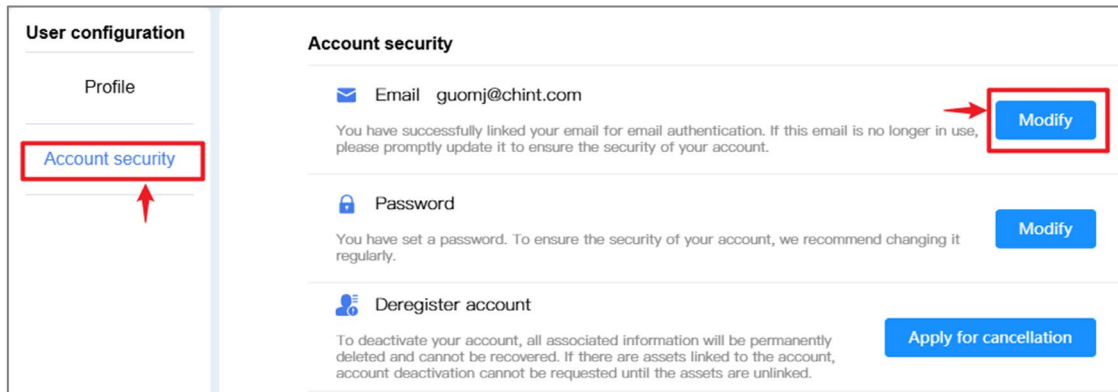 User configuration
Profile
Account security
Account security
Email guomj@chint.com
You have successfully linked your email for email authentication. If this email is no longer in use,
please promptly update it to ensure the security of your account.
Modify
Password
You have set a password. To ensure the security of your account, we recommend changing it
regularly.
Modify
Deregister account
To deactivate your account, all associated information will be permanently
deleted and cannot be recovered. If there are assets linked to the account,
account deactivation cannot be requested until the assets are unlinked.
Apply for cancellation